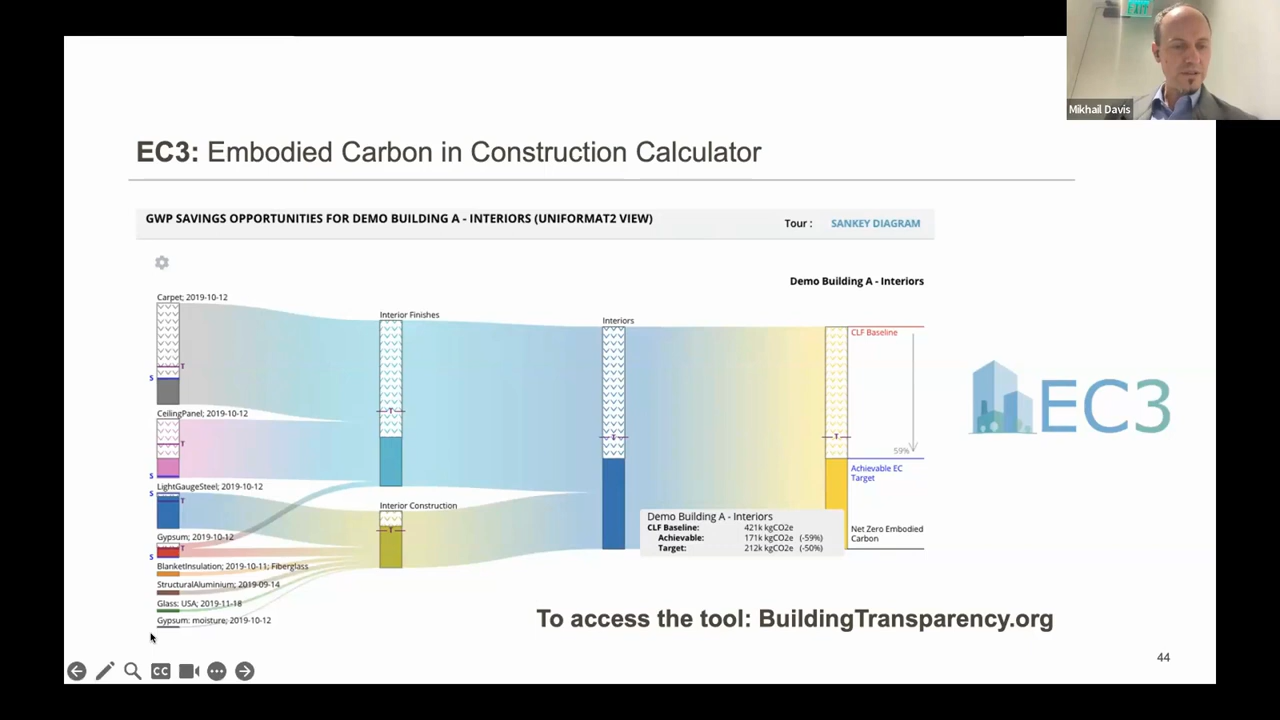 EXIT
Mikhail Davis
EC3: Embodied Carbon in Construction Calculator
GWP SAVINGS OPPORTUNITIES FOR DEMO BUILDING A - INTERIORS (UNIFORMAT2 VIEW)
Tour : SANKEY DIAGRAM
Demo Building A - Interiors
Carpet; 2019-10-12
T
S
CeilingPanel; 2019-10-12
T
S
LightGaugeSteel; 2019-10-12
S
T
Gypsum; 2019-10-12
T
S
BlanketInsulation; 2019-10-11; Fiberglass
StructuralAluminium; 2019-09-14
Glass: USA; 2019-11-18
Gypsum: moisture; 2019-10-12
Interior Finishes
T
Interior Construction
T
Interiors
T
T
CLF Baseline
59%
Achievable EC
Target
Net Zero Embodied
Carbon
Demo Building A - Interiors
CLF Baseline: 421k kgCO2e
Achievable: 171k kgCO2e (-59%)
Target: 212k kgCO2e (-50%)
EC3
To access the tool: BuildingTransparency.org
44
CC